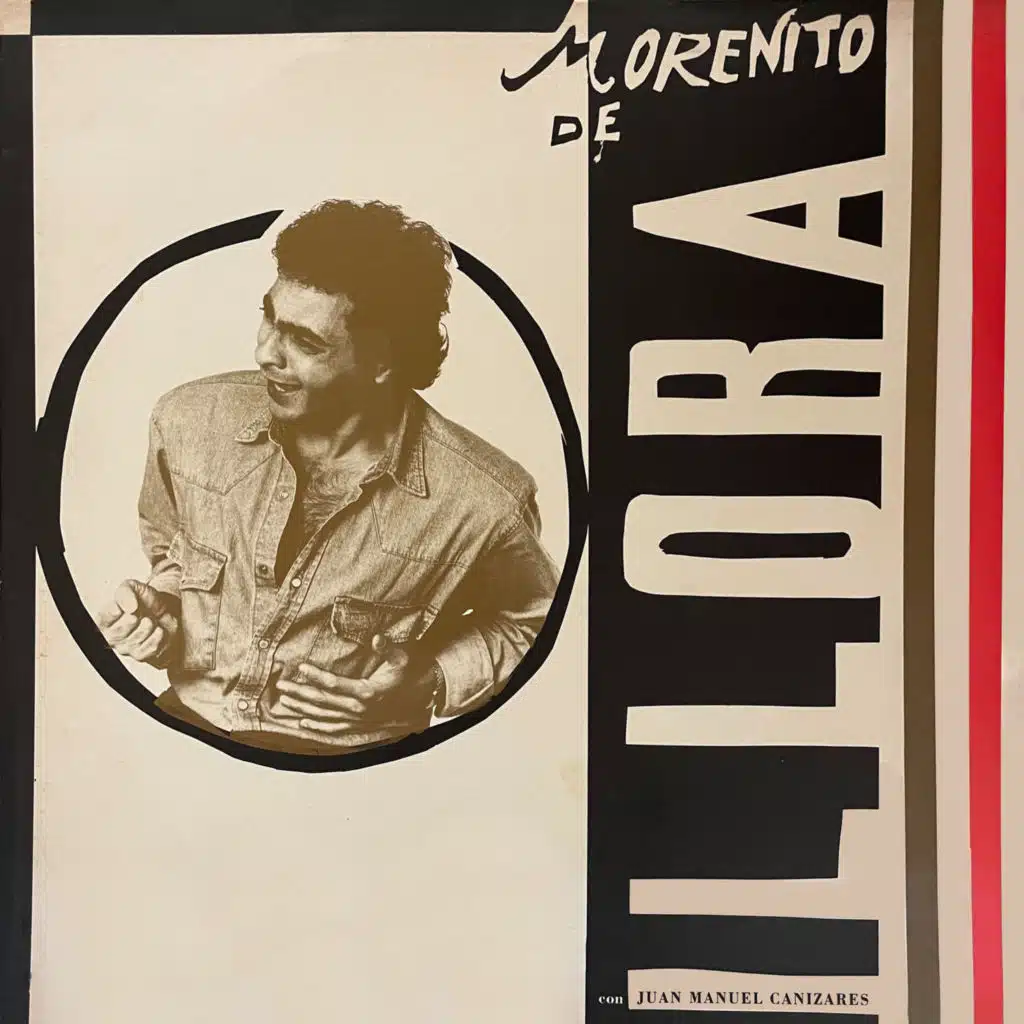 MORENITO
DE
ILLORA
con JUAN MANUEL CANIZARES